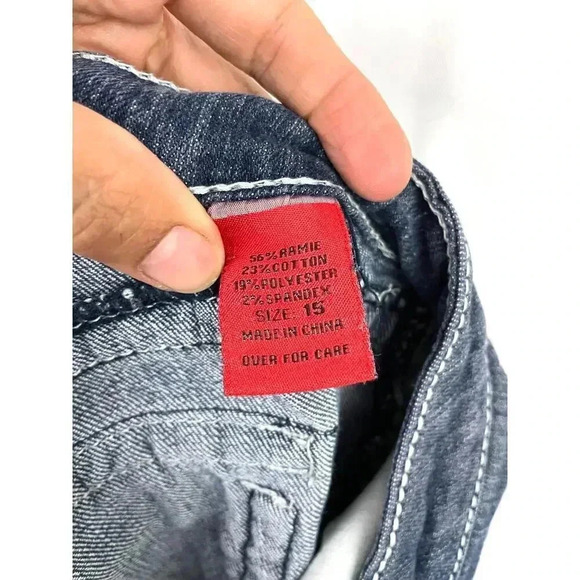 56% RAMIE
23% COTTON
19% POLYESTER
2% SPANDEX
SIZE: 15
MADE IN CHINA
OVER FOR CARE